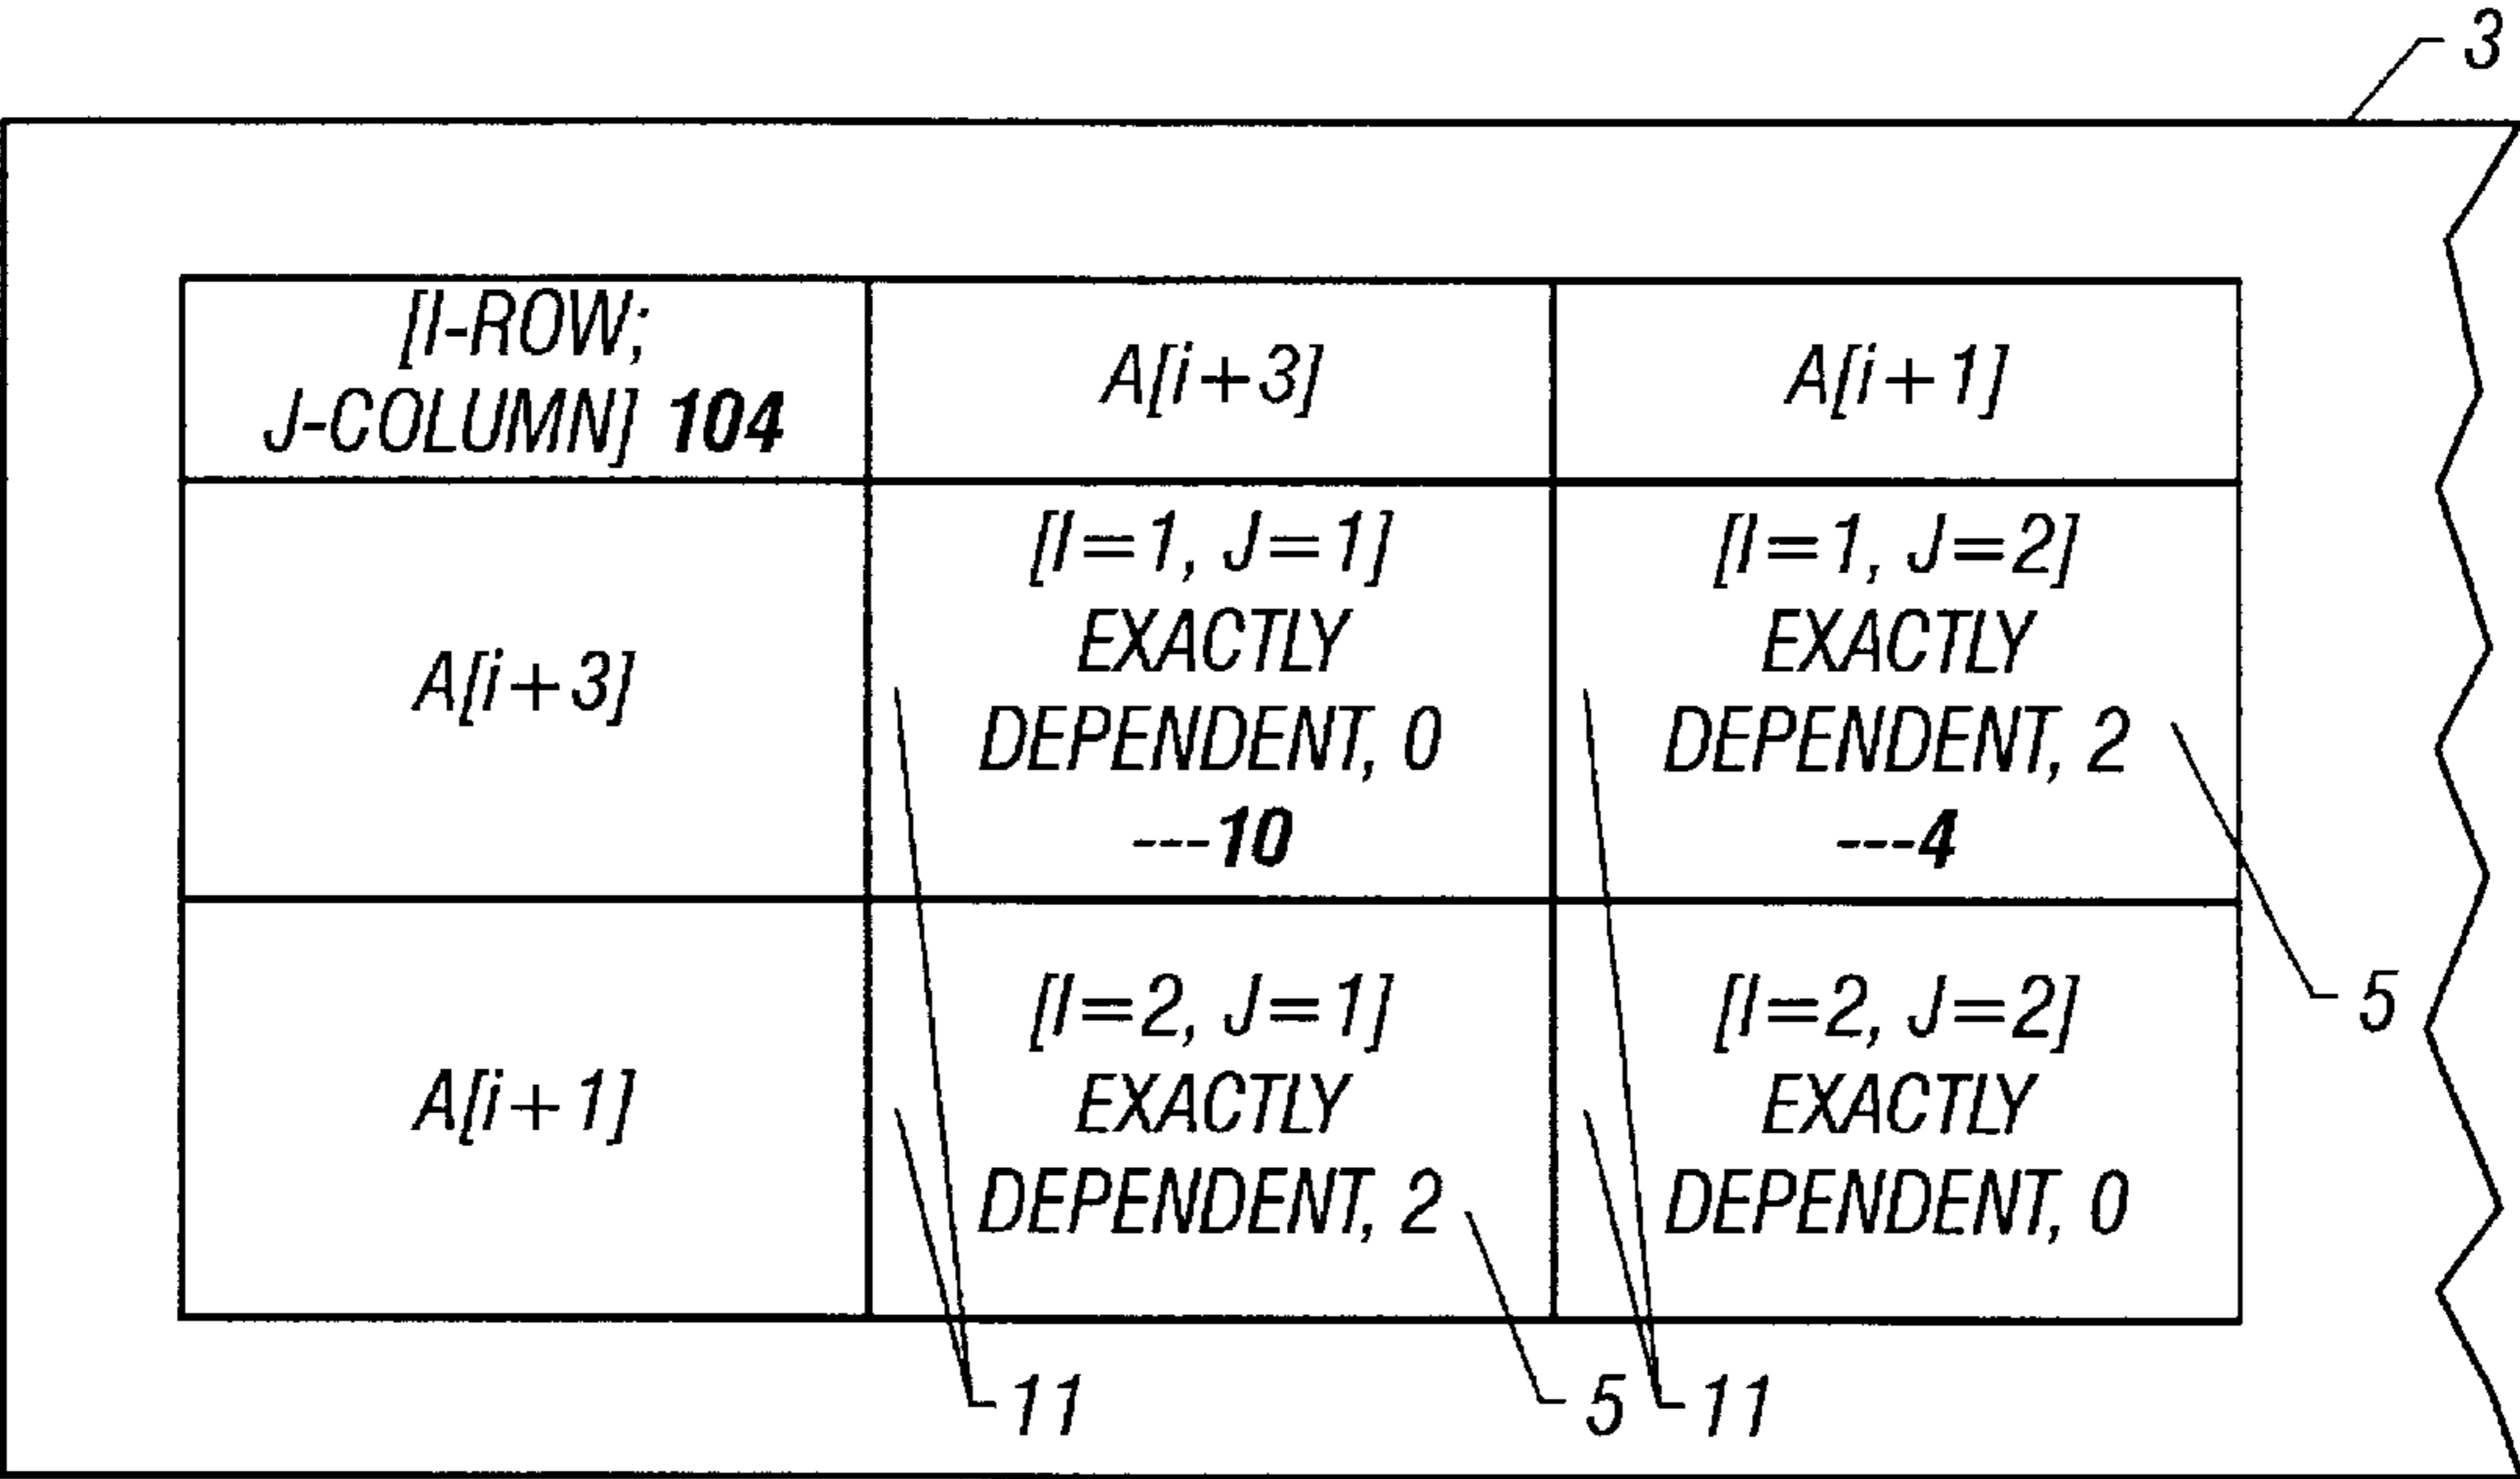 3
[I-ROW;
J-COLUMN] 104
A[i+3]
A[i+1]
A[i+3]
[I=1, J=1]
EXACTLY
DEPENDENT, 0
---10
[I=1, J=2]
EXACTLY
DEPENDENT, 2
---4
5
A[i+1]
[I=2, J=1]
EXACTLY
DEPENDENT, 2
[I=2, J=2]
EXACTLY
DEPENDENT, 0
11
5
11